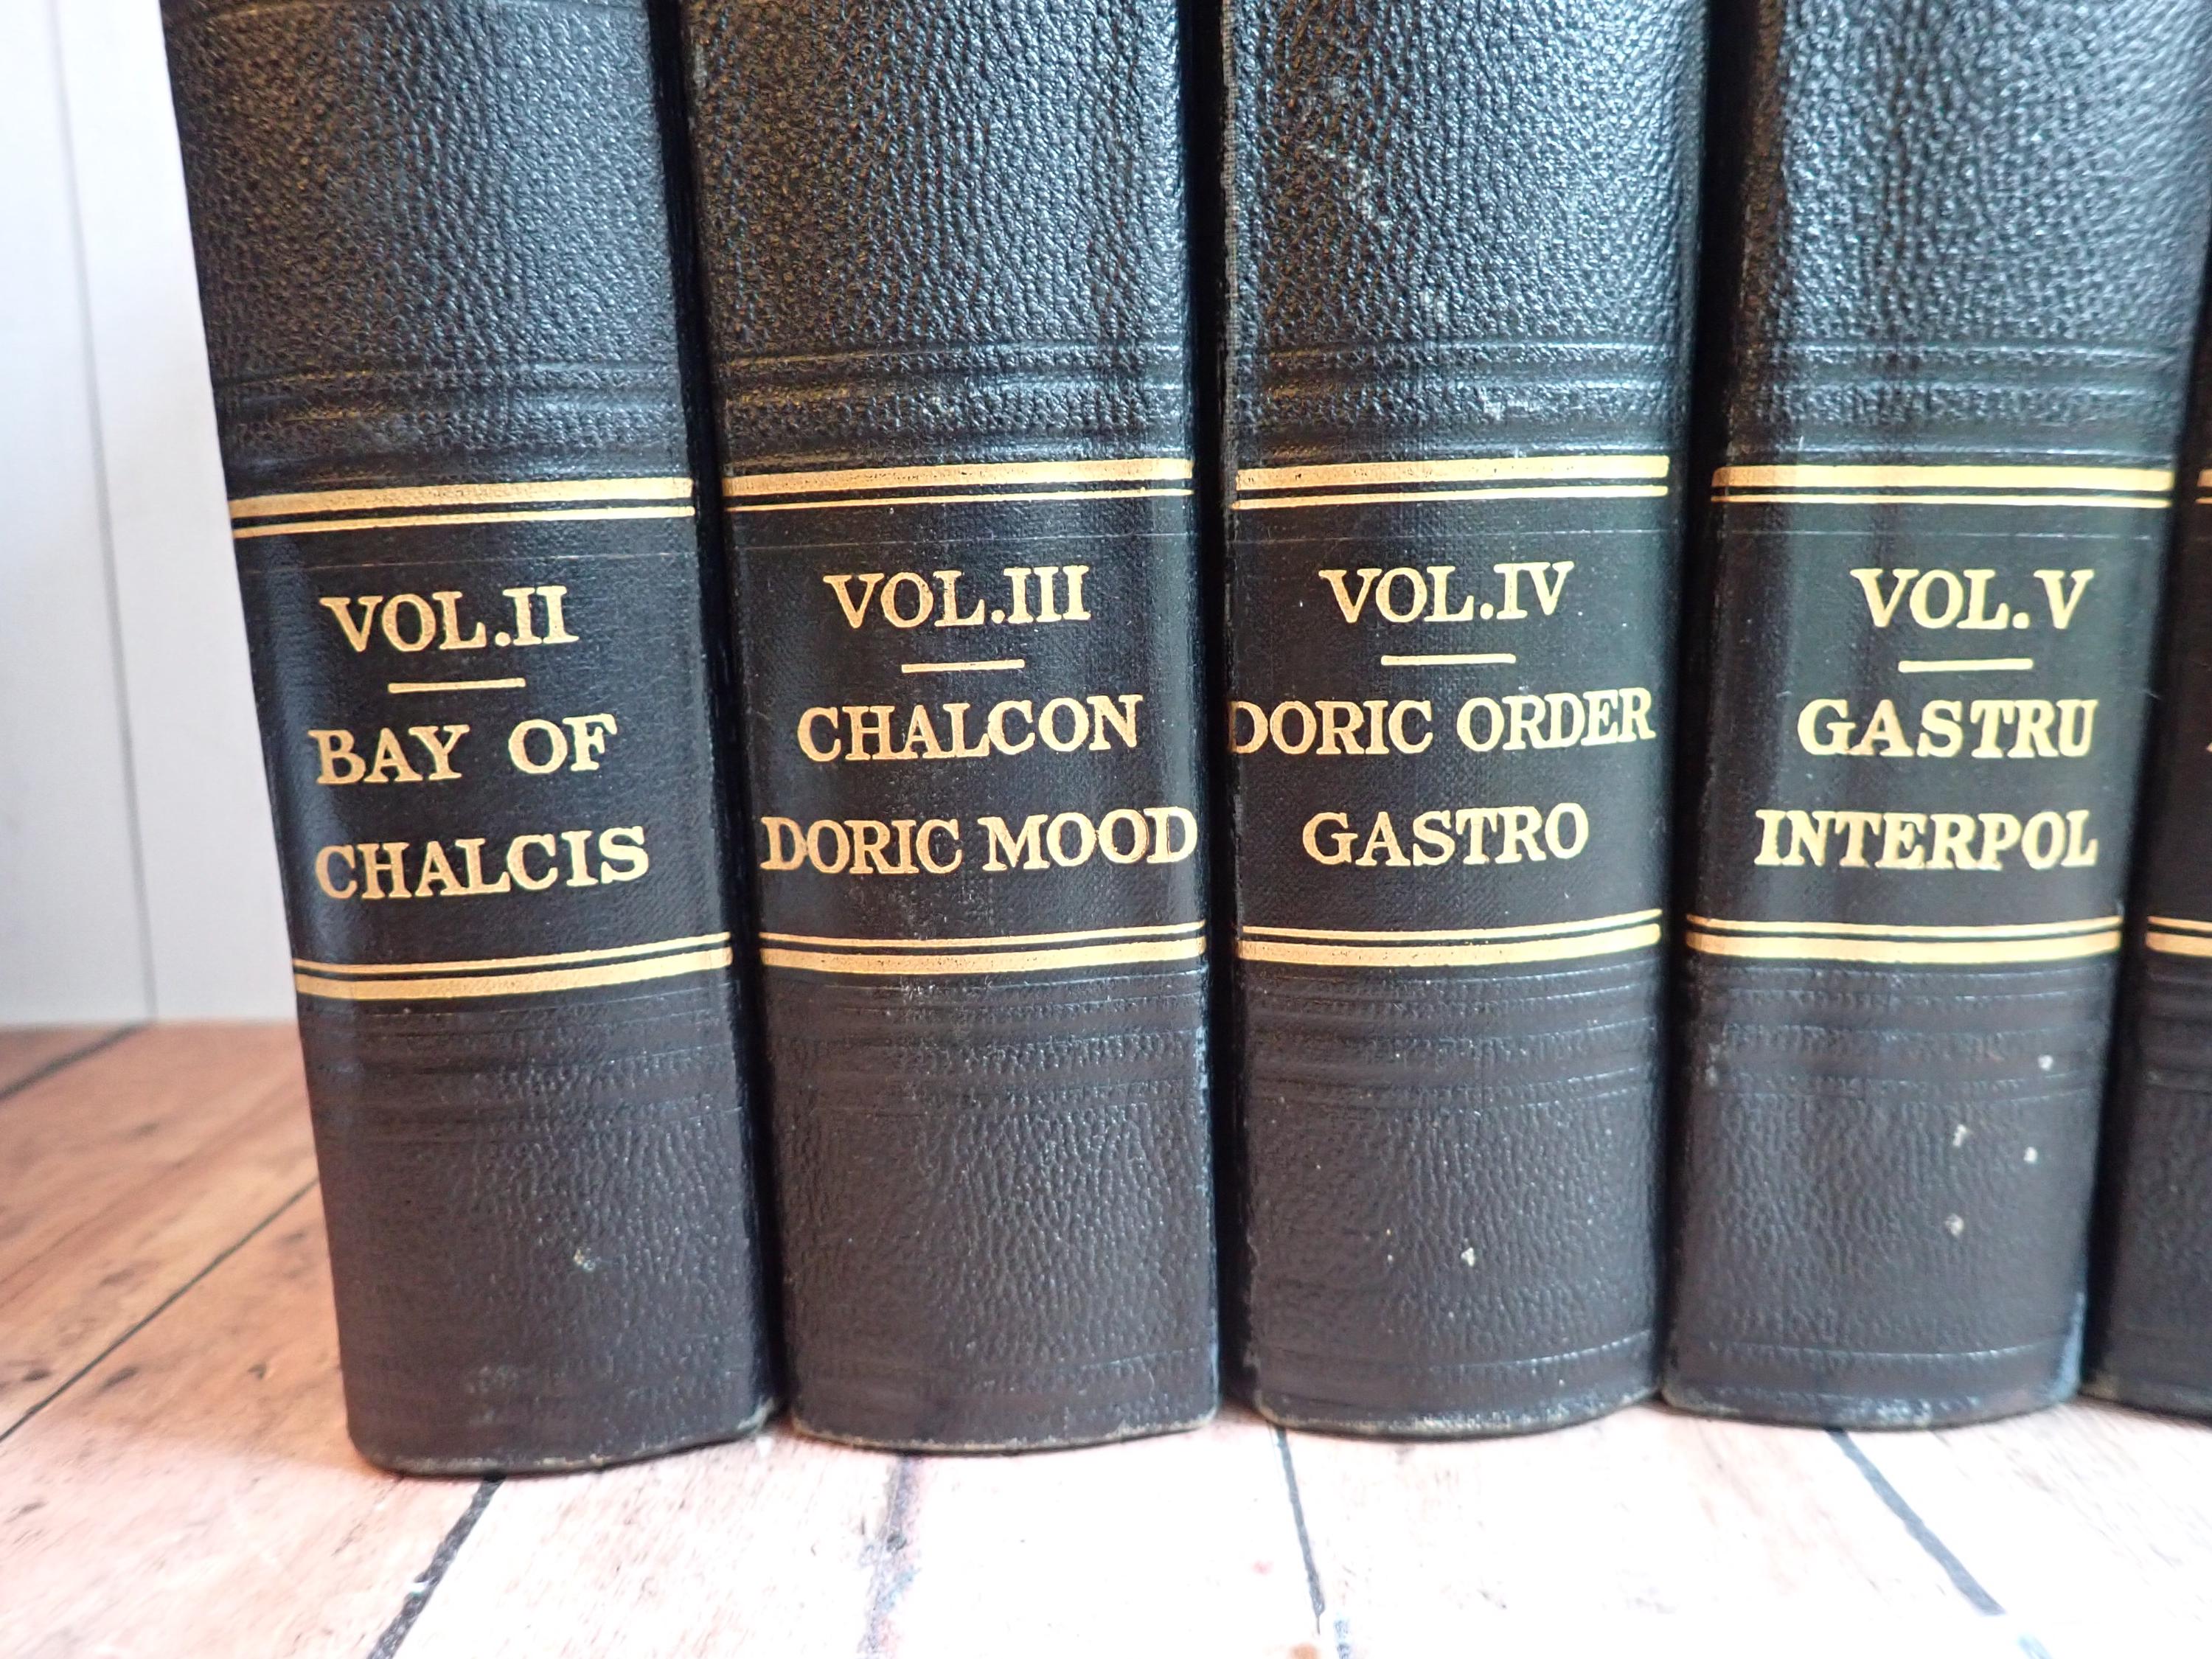 VOL.II
BAY OF
CHALCIS
VOL.III
CHALCON
DORIC MOOD
VOL.IV
DORIC ORDER
GASTRO
VOL.V
GASTRU
INTERPOL